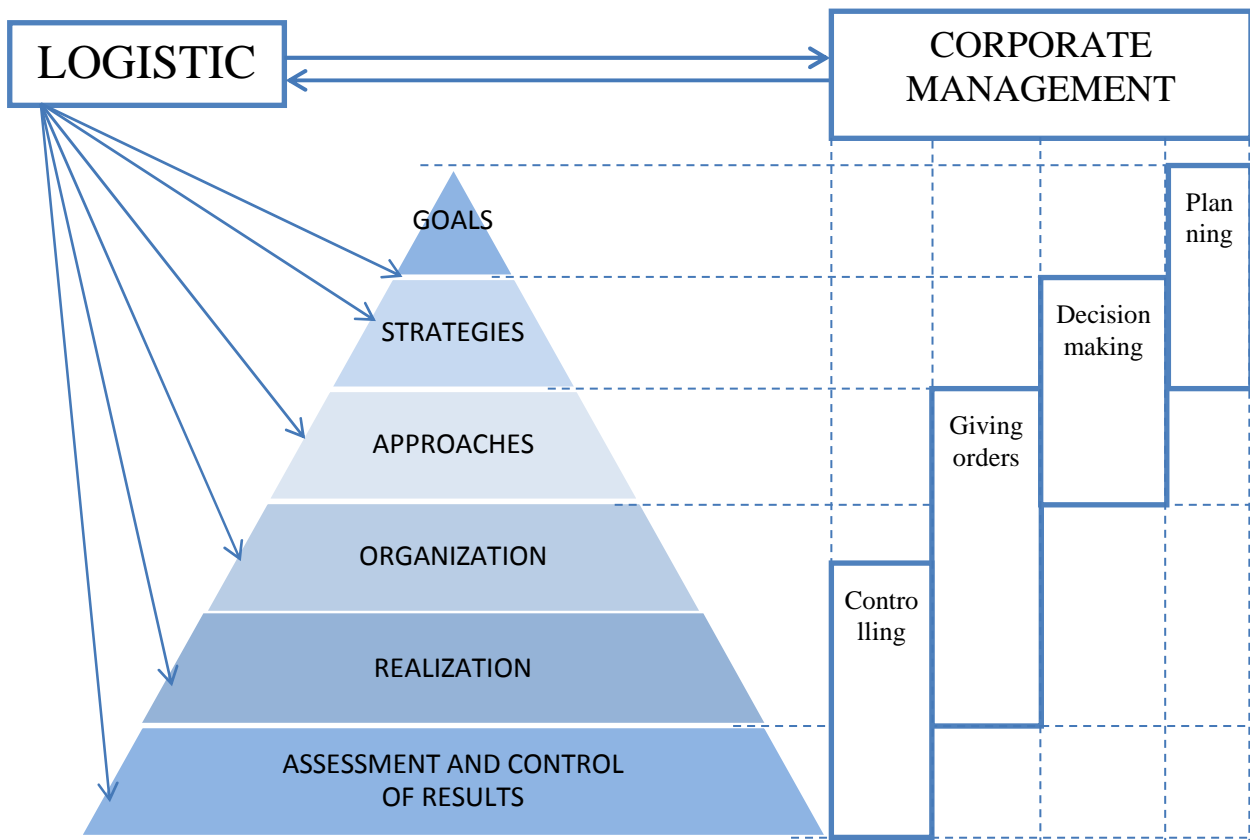 LOGISTIC
CORPORATE
MANAGEMENT
GOALS
STRATEGIES
APPROACHES
ORGANIZATION
REALIZATION
ASSESSMENT AND CONTROL
OF RESULTS
Plan
ning
Decision
making
Giving
orders
Contro
lling